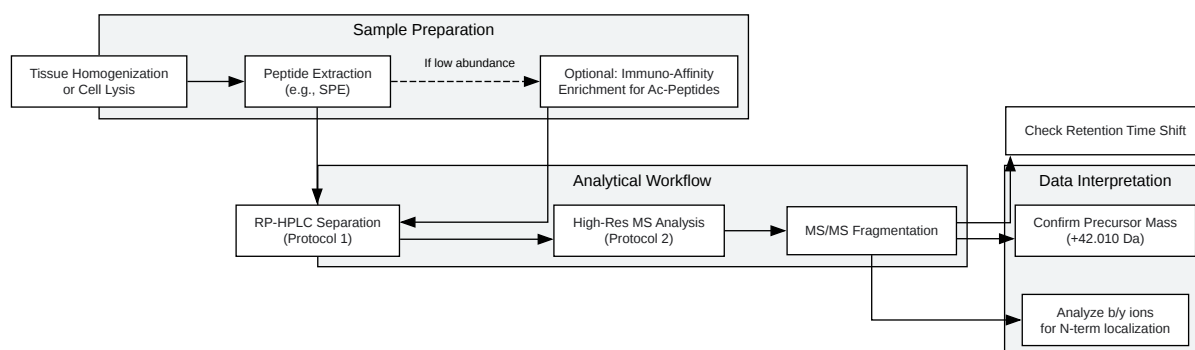 Sample Preparation
Tissue Homogenization
or Cell Lysis
Peptide Extraction
(e.g., SPE)
If low abundance
Optional: Immuno-Affinity
Enrichment for Ac-Peptides
Check Retention Time Shift
Analytical Workflow
Data Interpretation
RP-HPLC Separation
(Protocol 1)
High-Res MS Analysis
(Protocol 2)
MS/MS Fragmentation
Confirm Precursor Mass
(+42.010 Da)
Analyze b/y ions
for N-term localization